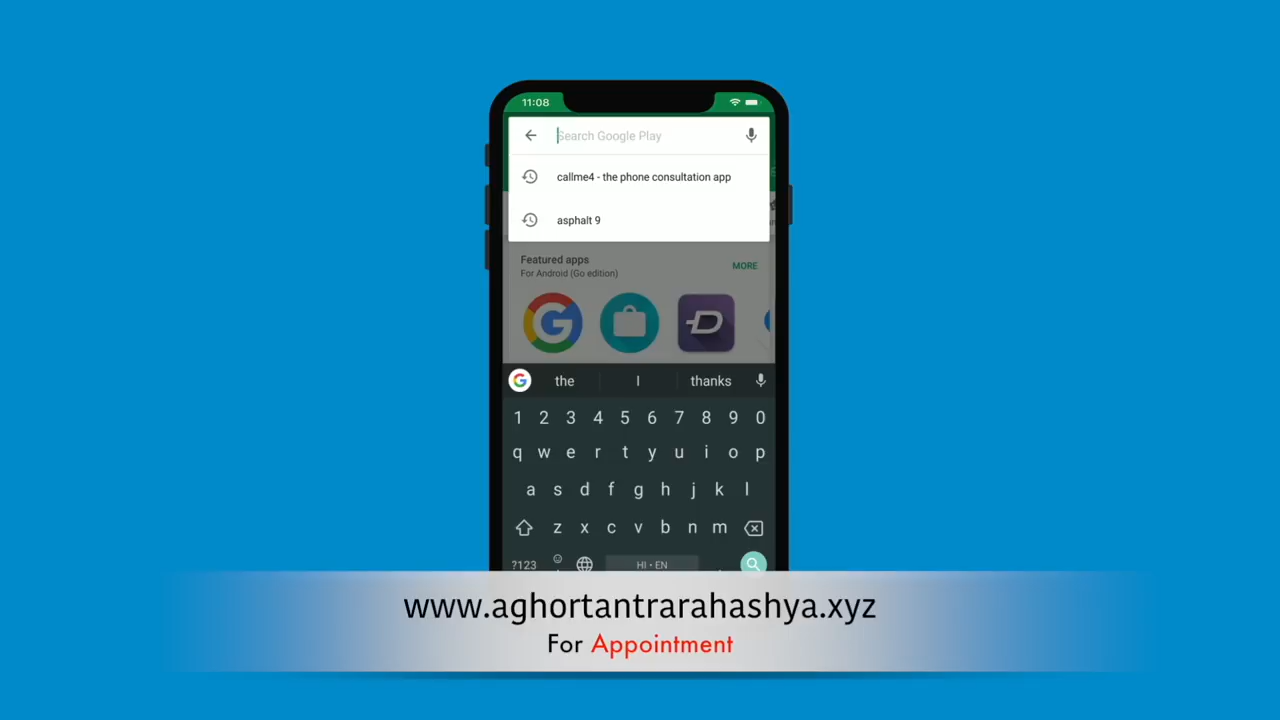 11:08
Search Google Play
callme4 - the phone consultation app
asphalt 9
Featured apps
For Android (Go edition)
MORE
the I thanks
1 2 3 4 5 6 7 8 9 0
q w e r t y u i o p
a s d f g h j k l
z x c v b n m
?123 HI • EN
www.aghortantrarahashya.xyz
For Appointment